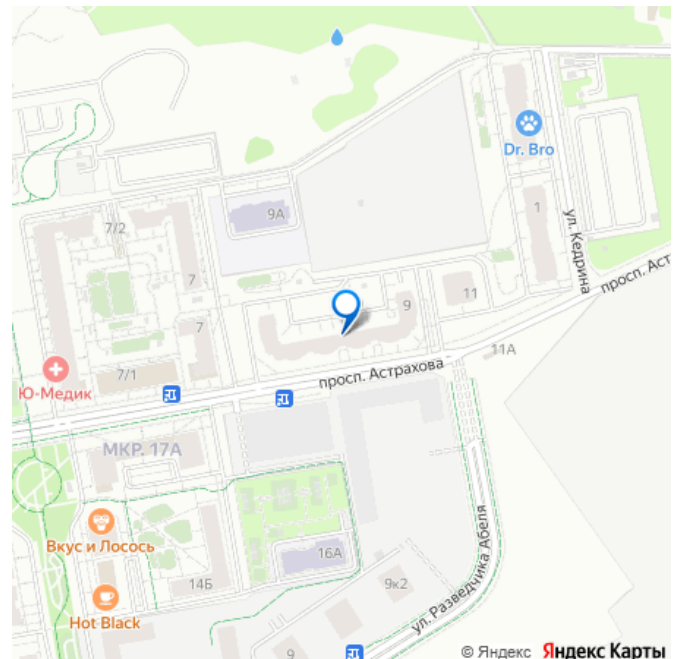 Dr. Bro
9А
7/2
1
ул. Кедрина
просп. Аст
7
9
11
7
11А
7/1
Ю-Медик
просп. Астрахова
МКР. 17А
Вкус и Лосось
16А
14Б
9к2
ул. Разведчика Абеля
Hot Black
9
© Яндекс Яндекс Карты